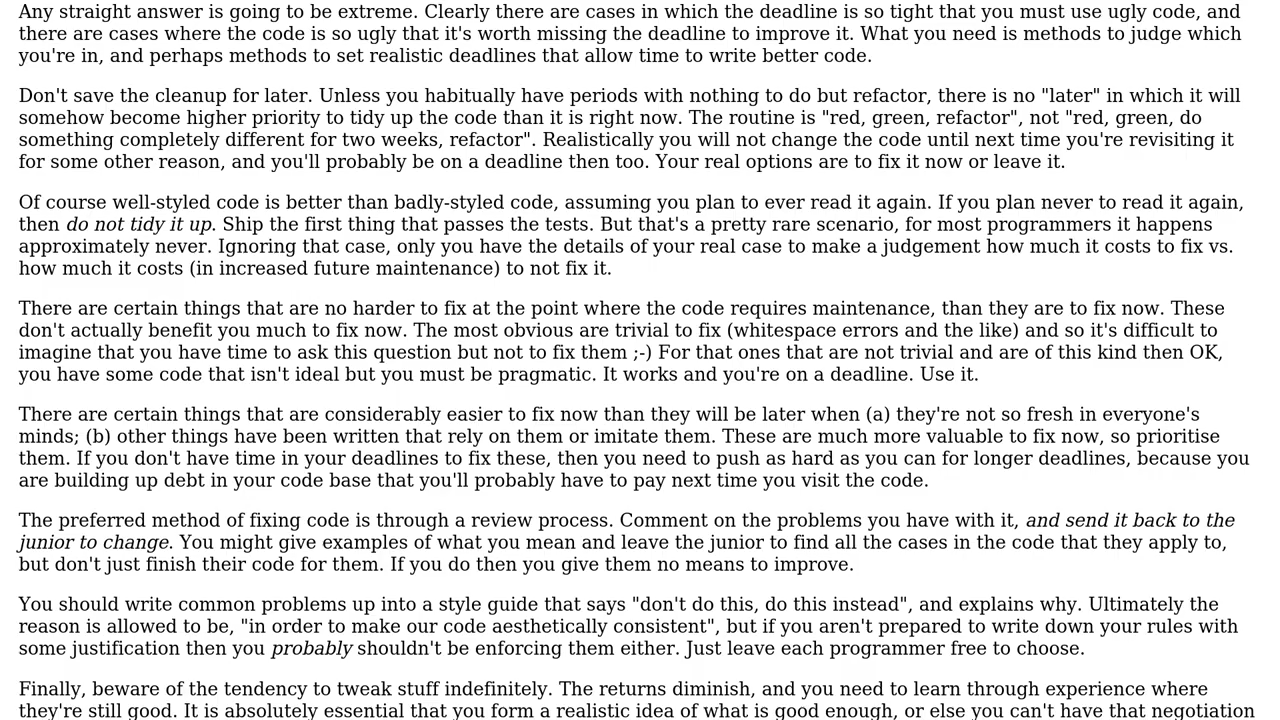 Any straight answer is going to be extreme. Clearly there are cases in which the deadline is so tight that you must use ugly code, and
there are cases where the code is so ugly that it's worth missing the deadline to improve it. What you need is methods to judge which
you're in, and perhaps methods to set realistic deadlines that allow time to write better code.
Don't save the cleanup for later. Unless you habitually have periods with nothing to do but refactor, there is no "later" in which it will
somehow become higher priority to tidy up the code than it is right now. The routine is "red, green, refactor", not "red, green, do
something completely different for two weeks, refactor". Realistically you will not change the code until next time you're revisiting it
for some other reason, and you'll probably be on a deadline then too. Your real options are to fix it now or leave it.
Of course well-styled code is better than badly-styled code, assuming you plan to ever read it again. If you plan never to read it again,
then do not tidy it up. Ship the first thing that passes the tests. But that's a pretty rare scenario, for most programmers it happens
approximately never. Ignoring that case, only you have the details of your real case to make a judgement how much it costs to fix vs.
how much it costs (in increased future maintenance) to not fix it.
There are certain things that are no harder to fix at the point where the code requires maintenance, than they are to fix now. These
don't actually benefit you much to fix now. The most obvious are trivial to fix (whitespace errors and the like) and so it's difficult to
imagine that you have time to ask this question but not to fix them ;-) For that ones that are not trivial and are of this kind then OK,
you have some code that isn't ideal but you must be pragmatic. It works and you're on a deadline. Use it.
There are certain things that are considerably easier to fix now than they will be later when (a) they're not so fresh in everyone's
minds; (b) other things have been written that rely on them or imitate them. These are much more valuable to fix now, so prioritise
them. If you don't have time in your deadlines to fix these, then you need to push as hard as you can for longer deadlines, because you
are building up debt in your code base that you'll probably have to pay next time you visit the code.
The preferred method of fixing code is through a review process. Comment on the problems you have with it, and send it back to the
junior to change. You might give examples of what you mean and leave the junior to find all the cases in the code that they apply to,
but don't just finish their code for them. If you do then you give them no means to improve.
You should write common problems up into a style guide that says "don't do this, do this instead", and explains why. Ultimately the
reason is allowed to be, "in order to make our code aesthetically consistent", but if you aren't prepared to write down your rules with
some justification then you probably shouldn't be enforcing them either. Just leave each programmer free to choose.
Finally, beware of the tendency to tweak stuff indefinitely. The returns diminish, and you need to learn through experience where
they're still good. It is absolutely essential that you form a realistic idea of what is good enough, or else you can't have that negotiation